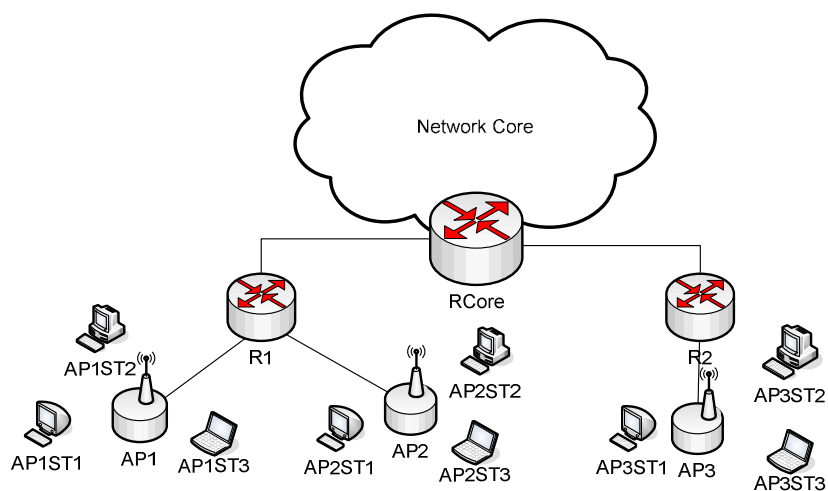 Network Core
RCore
R1
R2
AP1ST2
AP2ST2
AP3ST2
AP1ST1
AP1
AP1ST3
AP2ST1
AP2
AP2ST3
AP3ST1
AP3
AP3ST3